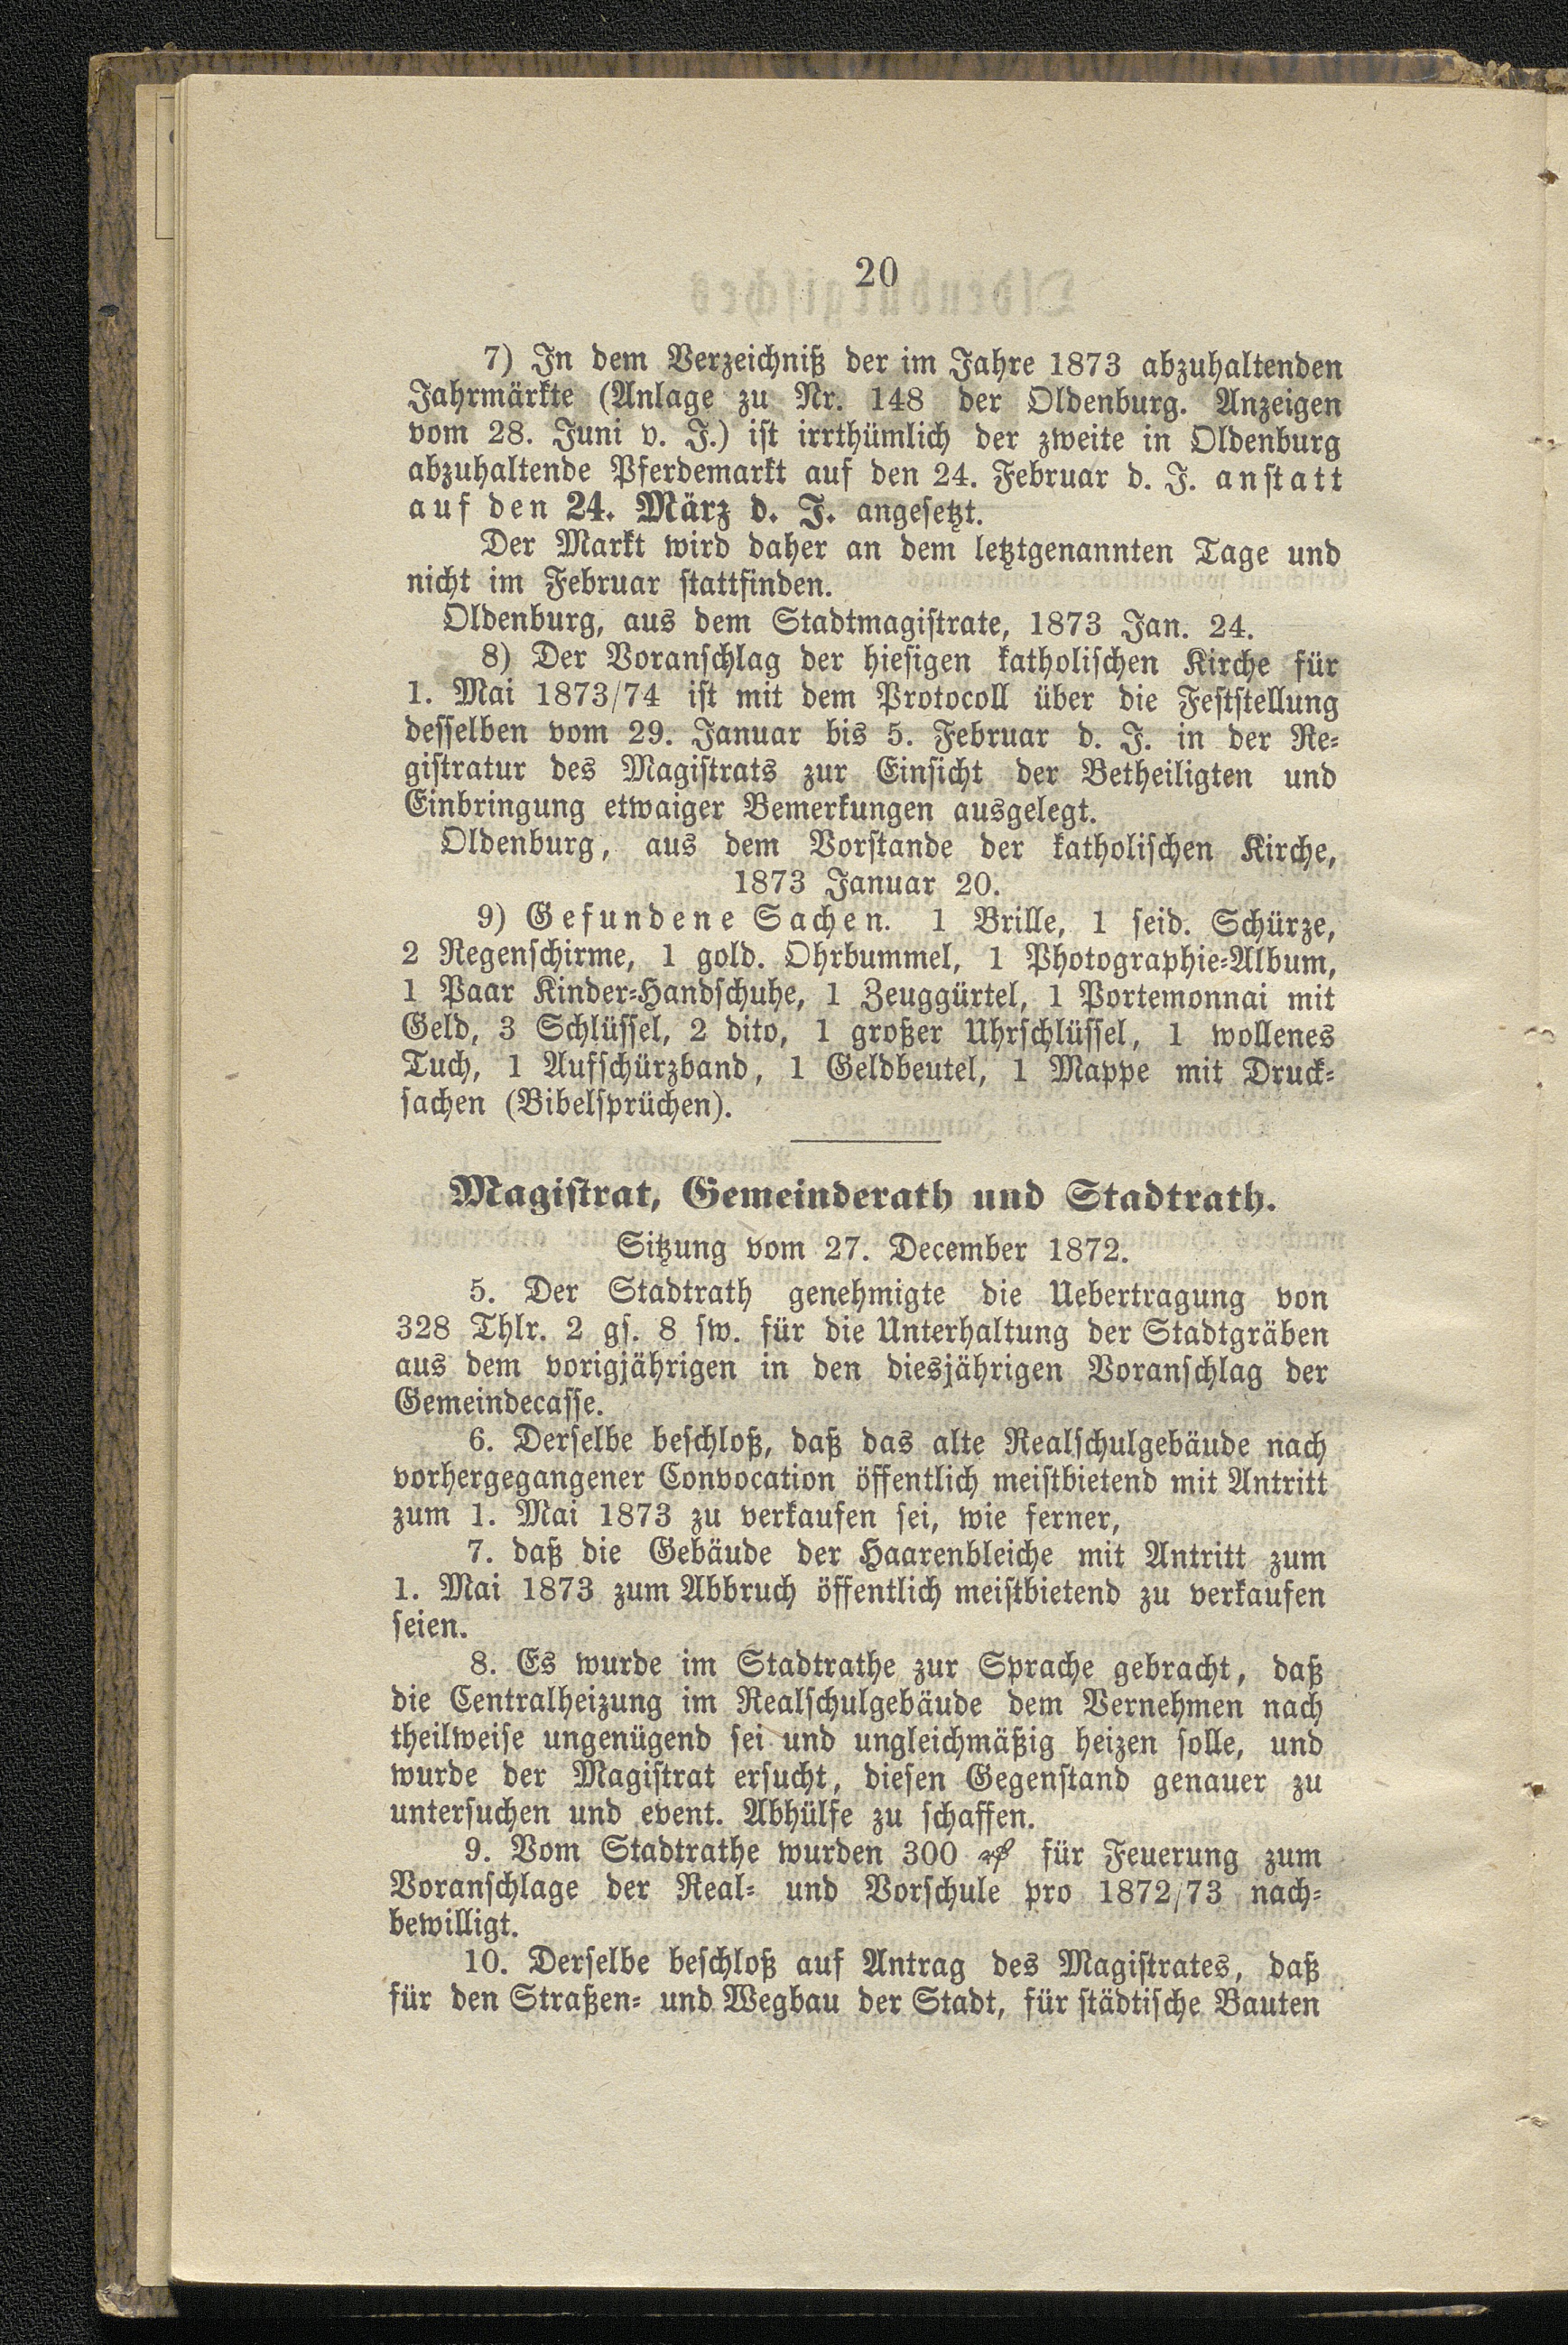 20
7) In dem Verzeichniß der im Jahre 1873 abzuhaltenden
Jahrmärkte (Anlage zu Nr. 148 der Oldenburg. Anzeigen
vom 28. Juni v. J.) ist irrthümlich der zweite in Oldenburg
abzuhaltende Pferdemarkt auf den 24. Februar d. J. anstatt
auf den 24. März d. J. angesetzt.
Der Markt wird daher an dem letztgenannten Tage und
nicht im Februar stattfinden.
Oldenburg, aus dem Stadtmagistrate, 1873 Jan. 24.
8) Der Voranschlag der hiesigen katholischen Kirche für
1. Mai 1873/74 ist mit dem Protocoll über die Feststellung
desselben vom 29. Januar bis 5. Februar d. J. in der Re-
gistratur des Magistrats zur Einsicht der Betheiligten und
Einbringung etwaiger Bemerkungen ausgelegt.
Oldenburg, aus dem Vorstande der katholischen Kirche,
1873 Januar 20.
9) Gefundene Sachen. 1 Brille, 1 seid. Schürze,
2 Regenschirme, 1 gold. Ohrbummel, 1 Photographie-Album,
1 Paar Kinder-Handschuhe, 1 Zeuggürtel, 1 Portemonnai mit
Geld, 3 Schlüssel, 2 dito, 1 großer Uhrschlüssel, 1 wollenes
Tuch, 1 Aufschürzband, 1 Geldbeutel, 1 Mappe mit Druck-
sachen (Bibelsprüchen).
Magistrat, Gemeinderath und Stadtrath.
Sitzung vom 27. December 1872.
5. Der Stadtrath genehmigte die Uebertragung von
328 Thlr. 2 gs. 8 sw. für die Unterhaltung der Stadtgräben
aus dem vorigjährigen in den diesjährigen Voranschlag der
Gemeindecasse.
6. Derselbe beschloß, daß das alte Realschulgebäude nach
vorhergegangener Convocation öffentlich meistbietend mit Antritt
zum 1. Mai 1873 zu verkaufen sei, wie ferner,
7. daß die Gebäude der Haarenbleiche mit Antritt zum
1. Mai 1873 zum Abbruch öffentlich meistbietend zu verkaufen
seien.
8. Es wurde im Stadtrathe zur Sprache gebracht, daß
die Centralheizung im Realschulgebäude dem Vernehmen nach
theilweise ungenügend sei und ungleichmäßig heizen solle, und
wurde der Magistrat ersucht, diesen Gegenstand genauer zu
untersuchen und event. Abhülfe zu schaffen.
9. Vom Stadtrathe wurden 300 ₰ für Feuerung zum
Voranschlage der Real- und Vorschule pro 1872/73 nach-
bewilligt.
10. Derselbe beschloß auf Antrag des Magistrates, daß
für den Straßen- und Wegbau der Stadt, für städtische Bauten